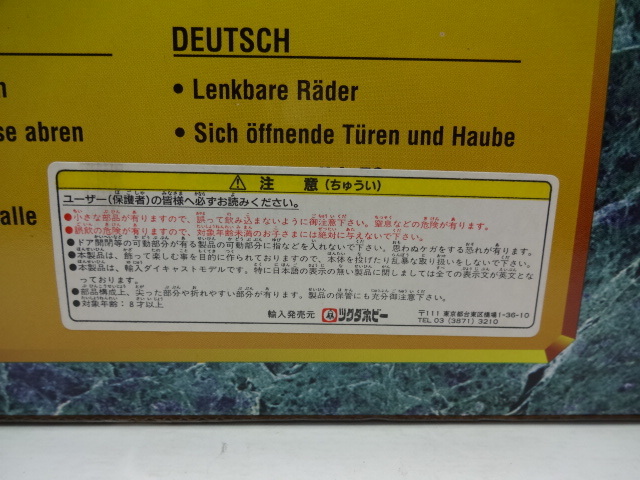 n
se abren
alle
DEUTSCH
• Lenkbare Räder
• Sich öffnende Türen und Haube
注 意(ちゅうい)
ユーザー(保護者)の皆様へ必ずお読みください。
●小さな部品が有りますので、誤って飲み込まないように御注意下さい。窒息などの危険が有ります。
●誤飲の危険が有りますので、対象年齢未満のお子さまには絶対に与えないで下さい。
●ドア開閉等の可動部分が有る製品の可動部分に指などを入れないで下さい。思わぬケガをする恐れが有ります。
●本製品は、飾って楽しむ事を目的に作られておりますので、本体を投げたり乱暴な取り扱いをしないで下さい。
●本製品は、輸入ダイキャストモデルです。特に日本語の表示の無い製品に関しましては全ての表示文が英文となっております。
●部品構成上、尖った部分や折れやすい部分が有ります。製品の保管にも充分御注意下さい。
●対象年齢:8才以上
輸入発売元 ツクダホビー
〒111 東京都台東区橋場1-36-10
TEL 03 (3871) 3210